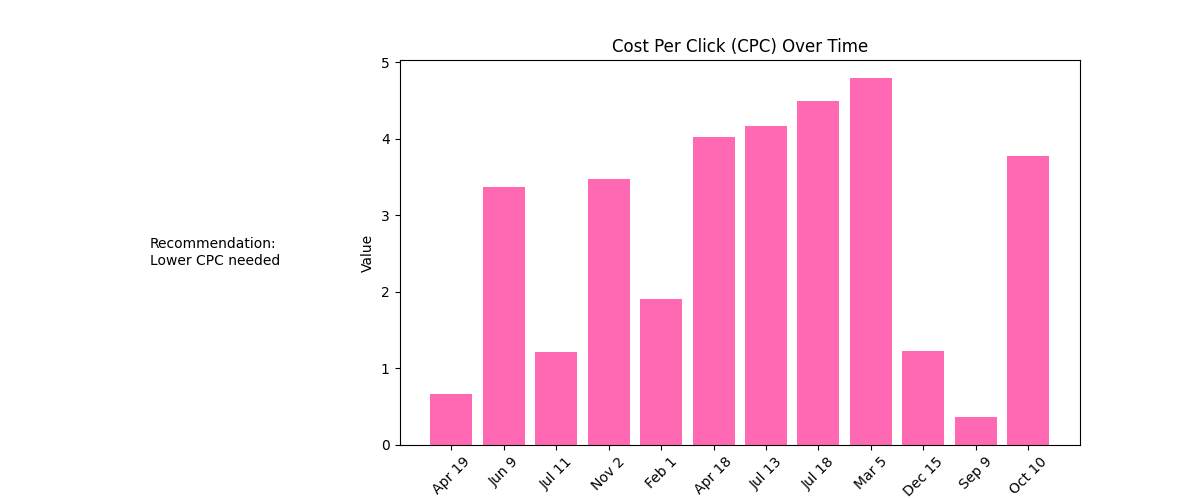 Cost Per Click (CPC) Over Time
Recommendation:
Lower CPC needed
Value
5
4
3
2
1
0
Apr 19
Jun 9
Jul 11
Nov 2
Feb 1
Apr 18
Jul 13
Jul 18
Mar 5
Dec 15
Sep 9
Oct 10